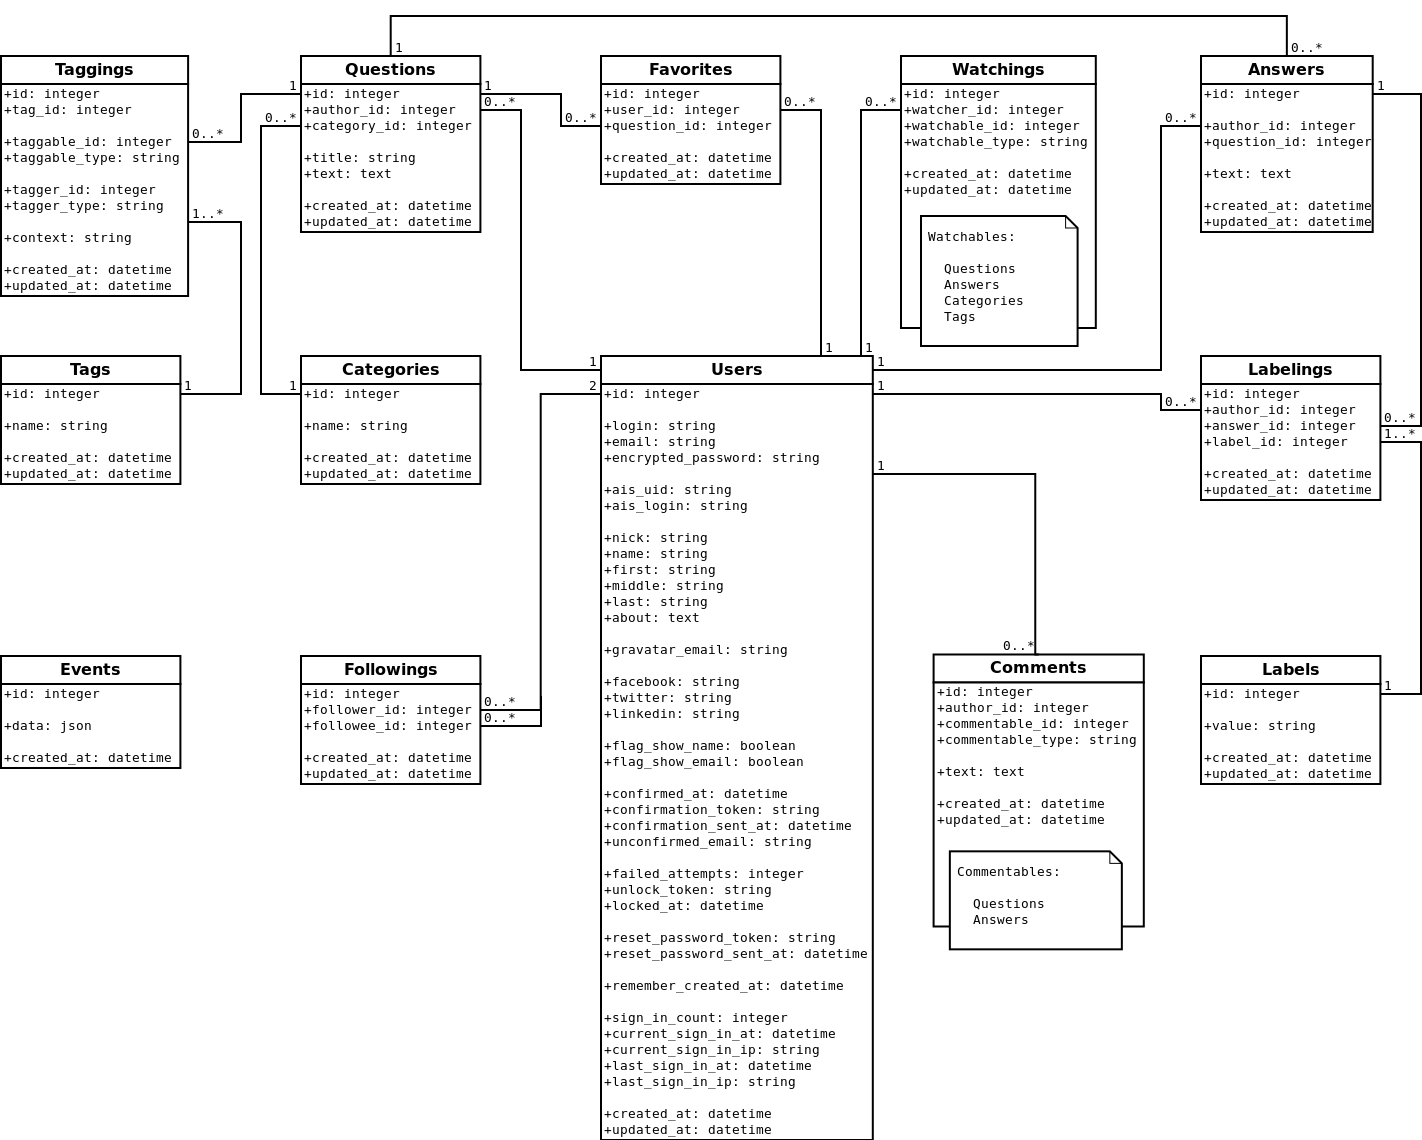 1
0..*
Taggings
+id: integer
+tag_id: integer
+taggable_id: integer
+taggable_type: string
+tagger_id: integer
+tagger_type: string
+context: string
+created_at: datetime
+updated_at: datetime
0..*
1..*
Questions
+id: integer
+author_id: integer
+category_id: integer
+title: string
+text: text
+created_at: datetime
+updated_at: datetime
1
0..*
1
0..*
Favorites
+id: integer
+user_id: integer
+question_id: integer
+created_at: datetime
+updated_at: datetime
0..*
0..*
Watchings
+id: integer
+watcher_id: integer
+watchable_id: integer
+watchable_type: string
+created_at: datetime
+updated_at: datetime
Watchables:
Questions
Answers
Categories
Tags
0..*
Answers
+id: integer
+author_id: integer
+question_id: integer
+text: text
+created_at: datetime
+updated_at: datetime
0..*
1
Tags
+id: integer
+name: string
+created_at: datetime
+updated_at: datetime
1
Categories
+id: integer
+name: string
+created_at: datetime
+updated_at: datetime
1
1
1
1
2
1
1
1
Users
+id: integer
+login: string
+email: string
+encrypted_password: string
+ais_uid: string
+ais_login: string
+nick: string
+name: string
+first: string
+middle: string
+last: string
+about: text
+gravatar_email: string
+facebook: string
+twitter: string
+linkedin: string
+flag_show_name: boolean
+flag_show_email: boolean
+confirmed_at: datetime
+confirmation_token: string
+confirmation_sent_at: datetime
+unconfirmed_email: string
+failed_attempts: integer
+unlock_token: string
+locked_at: datetime
+reset_password_token: string
+reset_password_sent_at: datetime
+remember_created_at: datetime
+sign_in_count: integer
+current_sign_in_at: datetime
+current_sign_in_ip: string
+last_sign_in_at: datetime
+last_sign_in_ip: string
+created_at: datetime
+updated_at: datetime
Labelings
+id: integer
+author_id: integer
+answer_id: integer
+label_id: integer
+created_at: datetime
+updated_at: datetime
0..*
0..*
1..*
Events
+id: integer
+data: json
+created_at: datetime
Followings
+id: integer
+follower_id: integer
+followee_id: integer
+created_at: datetime
+updated_at: datetime
0..*
0..*
0..*
Comments
+id: integer
+author_id: integer
+commentable_id: integer
+commentable_type: string
+text: text
+created_at: datetime
+updated_at: datetime
Commentables:
Questions
Answers
Labels
+id: integer
+value: string
+created_at: datetime
+updated_at: datetime
1